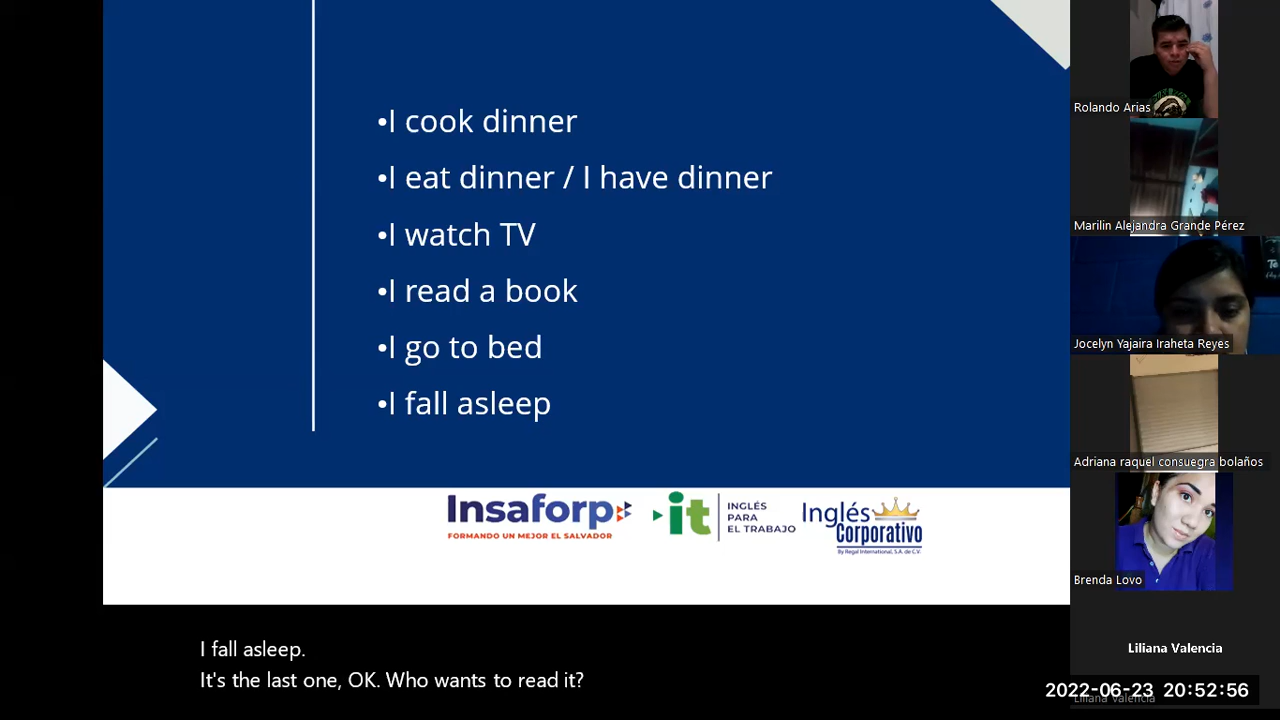 •I cook dinner
•I eat dinner / I have dinner
•I watch TV
•I read a book
•I go to bed
•I fall asleep
Insaforp
FORMANDO UN MEJOR EL SALVADOR
it
INGLÉS
PARA
EL TRABAJO
Inglés
Corporativo
By Regal International, S.A. de C.V.
I fall asleep.
It's the last one, OK. Who wants to read it?
Rolando Arias
Marilin Alejandra Grande Pérez
Jocelyn Yajaira Iraheta Reyes
Adriana raquel consuegra bolaños
Brenda Lovo
Liliana Valencia
2022-06-23 20:52:56
Liliana Valencia